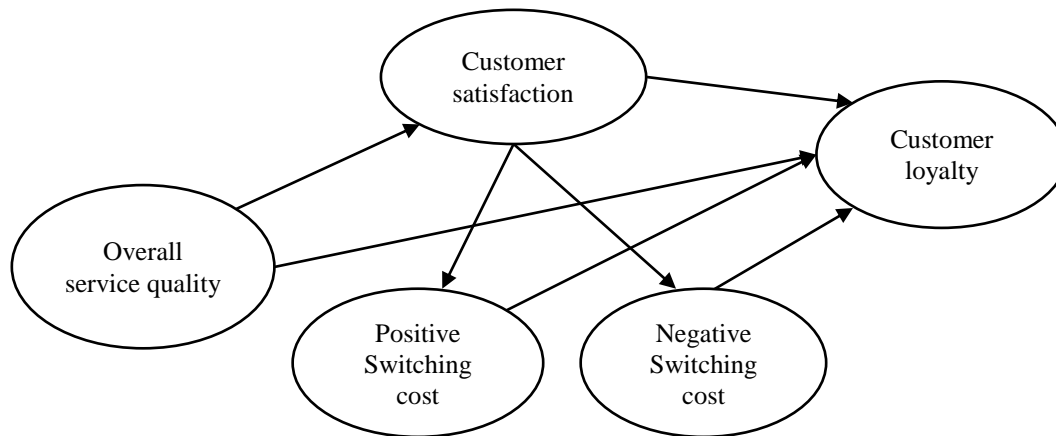 Customer
satisfaction
Customer
loyalty
Overall
service quality
Positive
Switching
cost
Negative
Switching
cost